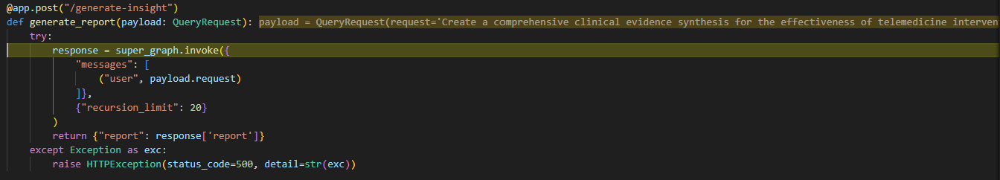 @app.post("/generate-insight")
def generate_report(payload: QueryRequest): payload = QueryRequest(request='Create a comprehensive clinical evidence synthesis for the effectiveness of telemedicine interven
    try:
        response = super_graph.invoke({
            "messages": [
                ("user", payload.request)
            ]},
            {"recursion_limit": 20}
        )
        return {"report": response['report']}
    except Exception as exc:
        raise HTTPException(status_code=500, detail=str(exc))